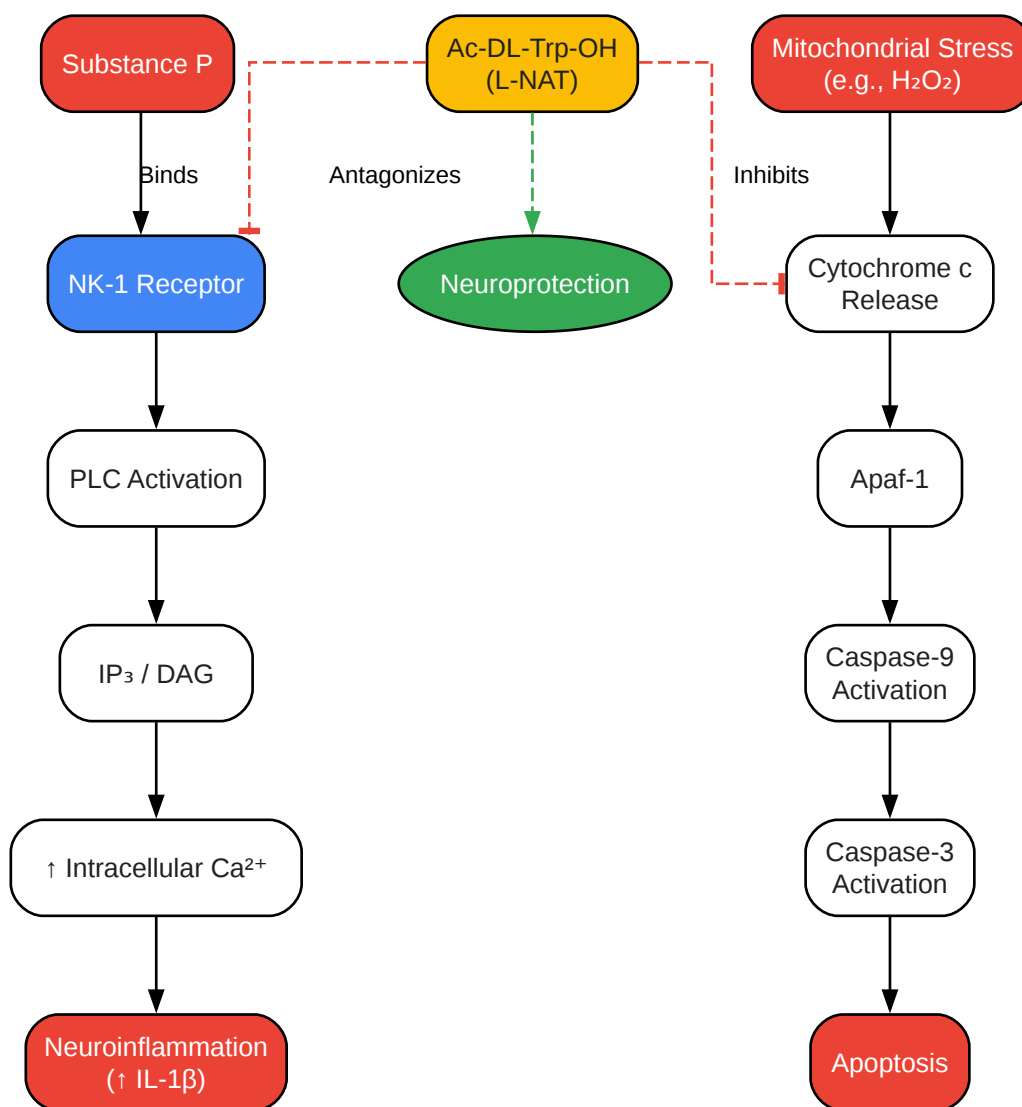 Substance P
Ac-DL-Trp-OH
(L-NAT)
Mitochondrial Stress
(e.g., H₂O₂)
Binds
Antagonizes
Inhibits
NK-1 Receptor
Neuroprotection
Cytochrome c
Release
PLC Activation
Apaf-1
IP₃ / DAG
Caspase-9
Activation
↑ Intracellular Ca²⁺
Caspase-3
Activation
Neuroinflammation
(↑ IL-1β)
Apoptosis